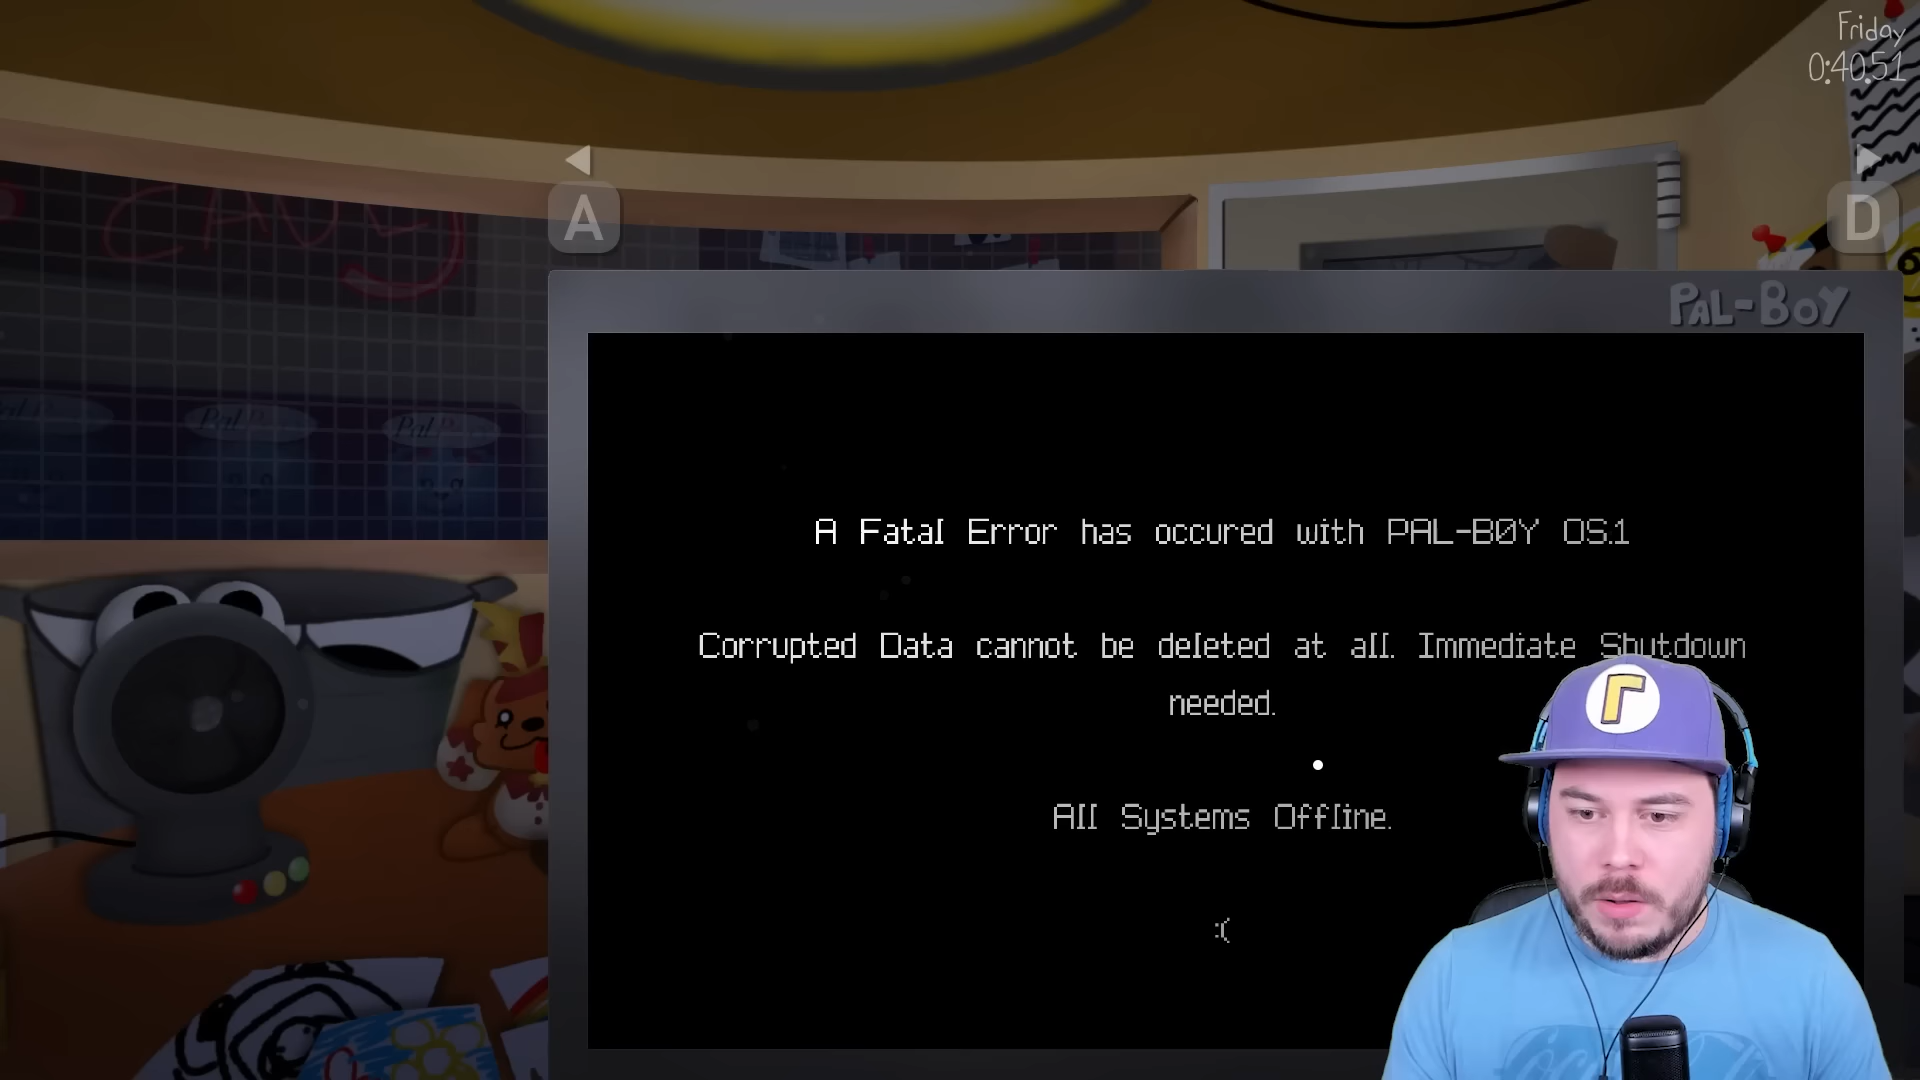 Friday
0:40:51
A
D
PAL-BOY
A Fatal Error has occured with PAL-B0Y OS.1
Corrupted Data cannot be deleted at all. Immediate Shutdown
needed.
All Systems Offline.
:(